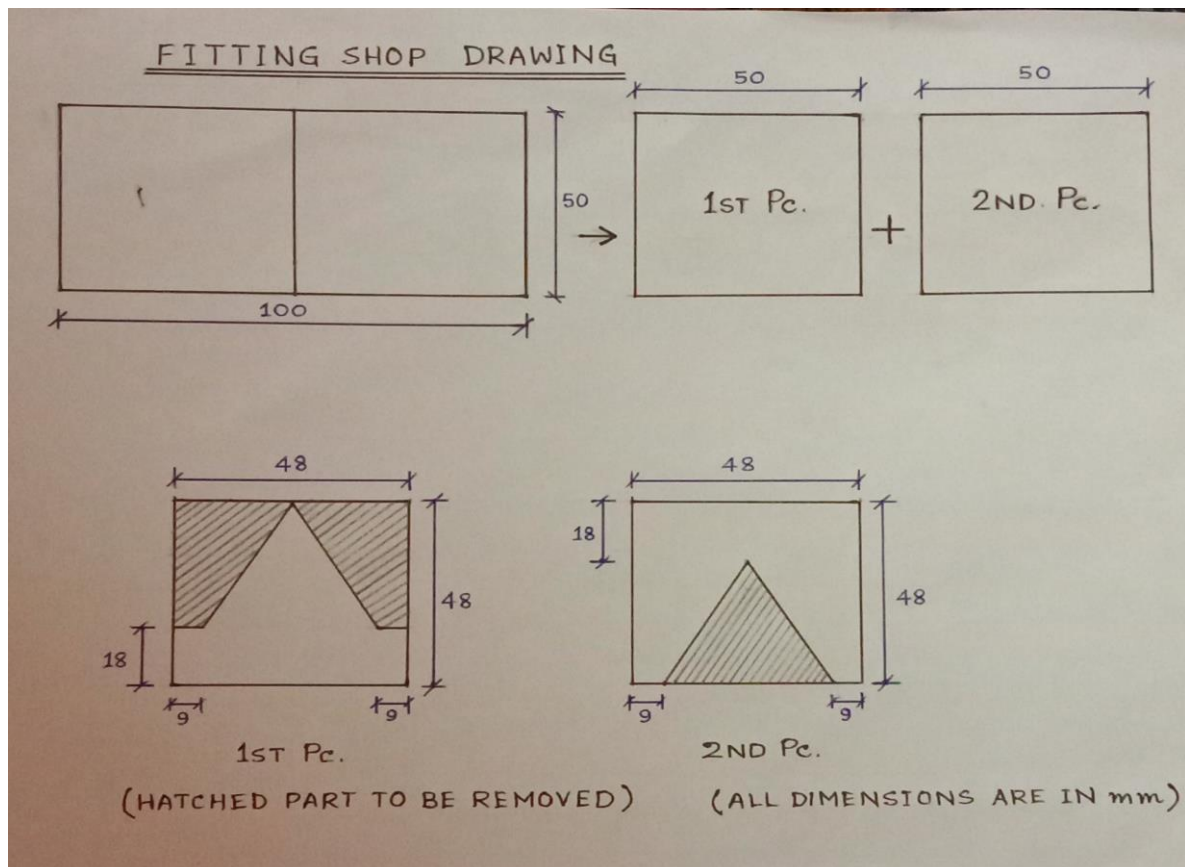 FITTING SHOP DRAWING
50
50
50
1ST Pc.
+
2ND. Pc.
100
48
48
18
9
9
1ST Pc.
48
18
48
9
9
2ND Pc.
(HATCHED PART TO BE REMOVED)
(ALL DIMENSIONS ARE IN mm)